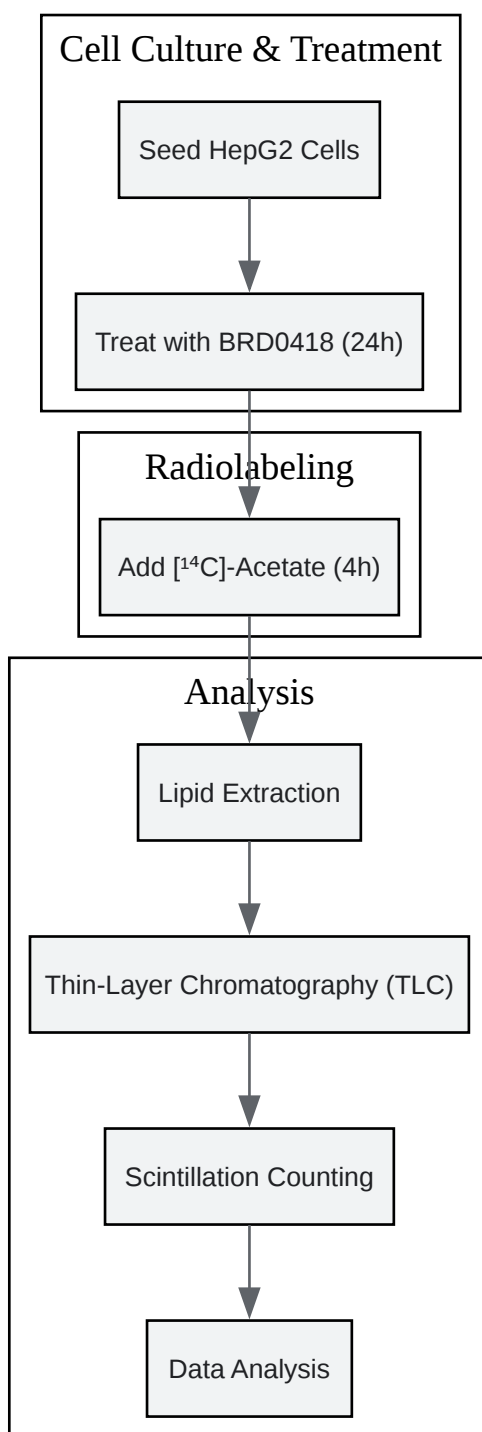 Cell Culture & Treatment
Seed HepG2 Cells
Treat with BRD0418 (24h)
Radiolabeling
Add [¹⁴C]-Acetate (4h)
Analysis
Lipid Extraction
Thin-Layer Chromatography (TLC)
Scintillation Counting
Data Analysis